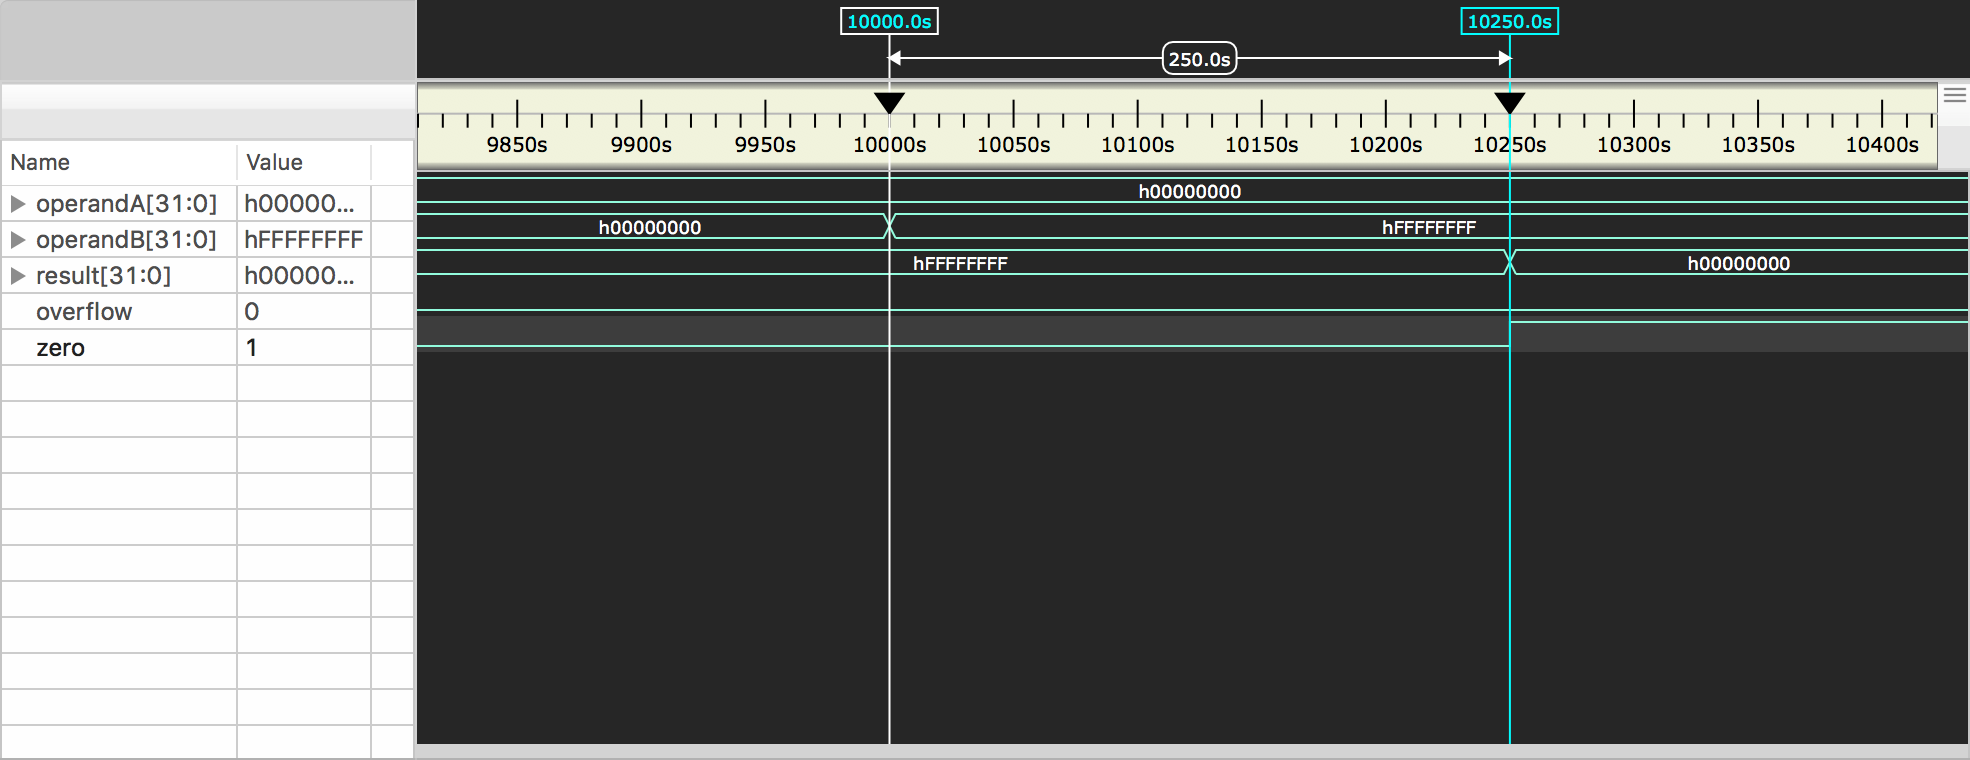 10000.0s 10250.0s
250.0s
9850s 9900s 9950s 10000s 10050s 10100s 10150s 10200s 10250s 10300s 10350s 10400s
Name Value
operandA[31:0] h00000... h00000000
operandB[31:0] hFFFFFFFF h00000000 hFFFFFFFF
result[31:0] h00000... hFFFFFFFF h00000000
overflow 0
zero 1